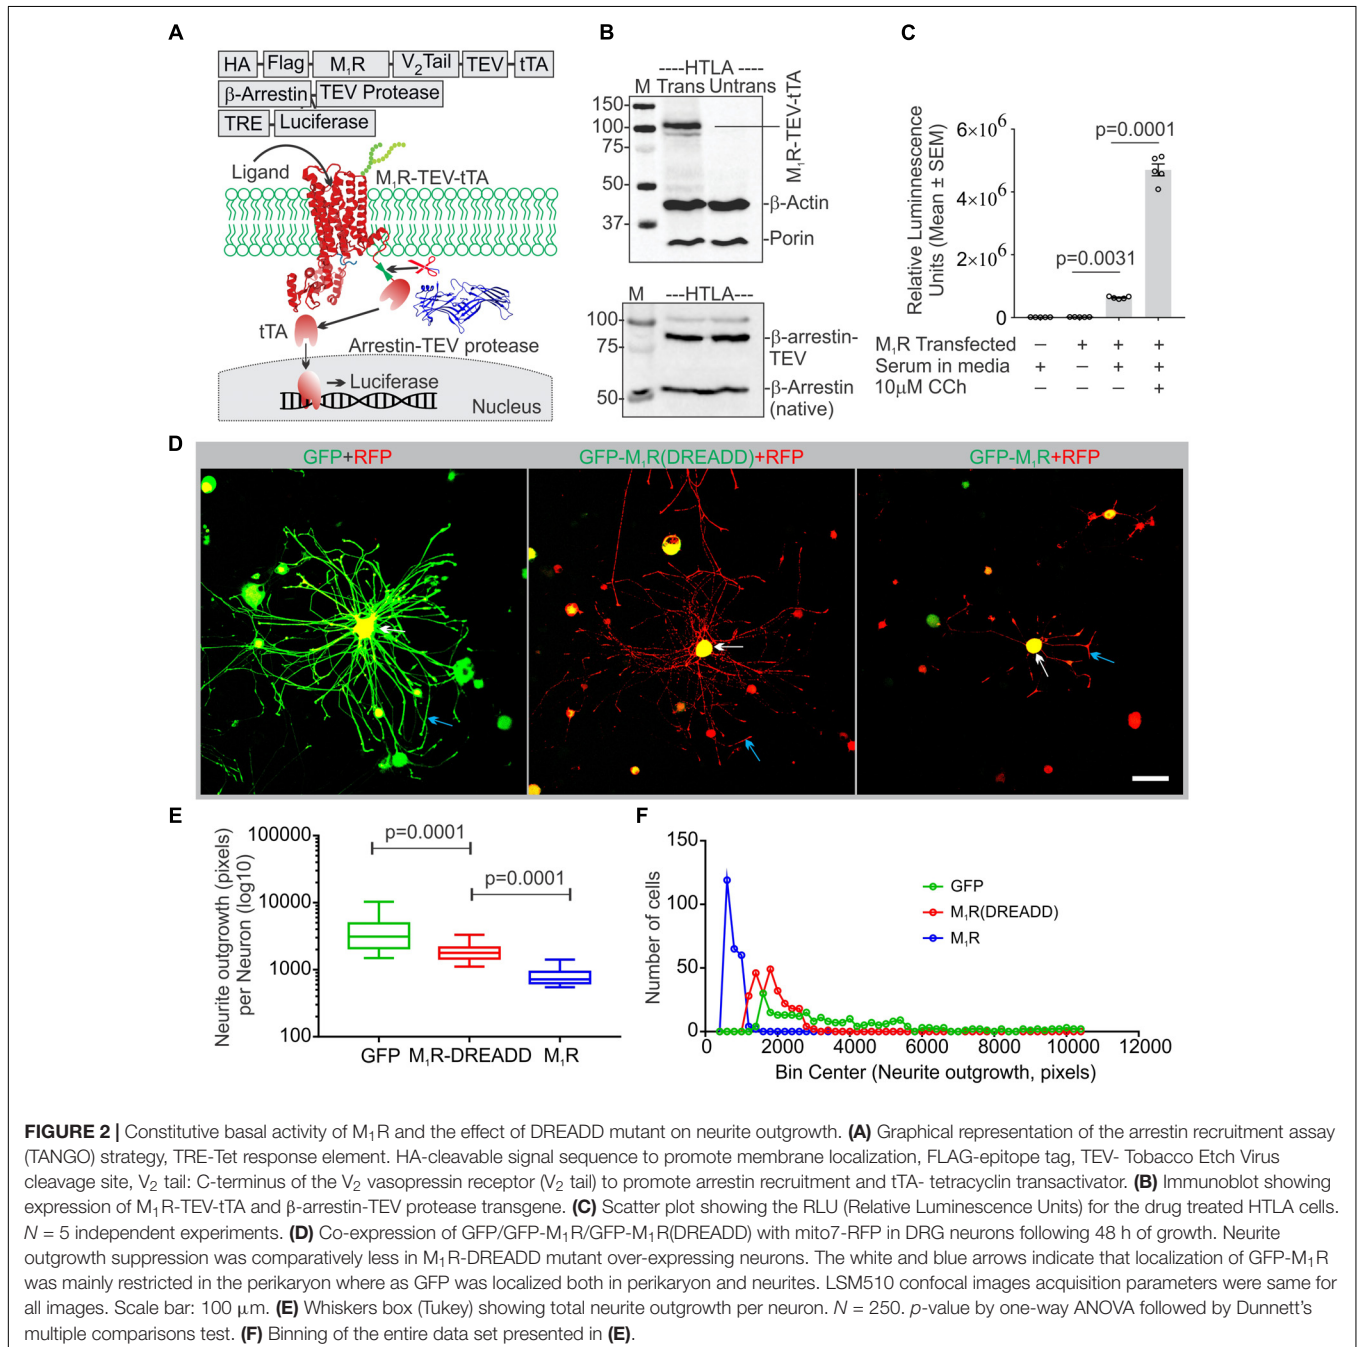 A
HA Flag M1R V2Tail TEV tTA
β-Arrestin TEV Protease
TRE Luciferase
Ligand
M1R-TEV-tTA
tTA
Arrestin-TEV protease
Luciferase
Nucleus
B
----HTLA ----
M Trans Untrans
150
100
75
50
37
M1R-TEV-tTA
β-Actin
Porin
M ---HTLA---
100
75
50
β-arrestin-
TEV
β-Arrestin
(native)
C
Relative Luminescence
Units (Mean ± SEM)
6×10⁶
4×10⁶
2×10⁶
0
p=0.0001
p=0.0031
M1R Transfected – + + +
Serum in media + – + +
10μM CCh – – – +
D
GFP+RFP
GFP-M1R(DREADD)+RFP
GFP-M1R+RFP
E
Neurite outgrowth (pixels)
per Neuron (log10)
100000
10000
1000
100
p=0.0001
p=0.0001
GFP M1R-DREADD M1R
F
Number of cells
150
100
50
0
GFP
M1R(DREADD)
M1R
0 2000 4000 6000 8000 10000 12000
Bin Center (Neurite outgrowth, pixels)
FIGURE 2 | Constitutive basal activity of M1R and the effect of DREADD mutant on neurite outgrowth. (A) Graphical representation of the arrestin recruitment assay
(TANGO) strategy, TRE-Tet response element. HA-cleavable signal sequence to promote membrane localization, FLAG-epitope tag, TEV- Tobacco Etch Virus
cleavage site, V2 tail: C-terminus of the V2 vasopressin receptor (V2 tail) to promote arrestin recruitment and tTA- tetracyclin transactivator. (B) Immunoblot showing
expression of M1R-TEV-tTA and β-arrestin-TEV protease transgene. (C) Scatter plot showing the RLU (Relative Luminescence Units) for the drug treated HTLA cells.
N = 5 independent experiments. (D) Co-expression of GFP/GFP-M1R/GFP-M1R(DREADD) with mito7-RFP in DRG neurons following 48 h of growth. Neurite
outgrowth suppression was comparatively less in M1R-DREADD mutant over-expressing neurons. The white and blue arrows indicate that localization of GFP-M1R
was mainly restricted in the perikaryon where as GFP was localized both in perikaryon and neurites. LSM510 confocal images acquisition parameters were same for
all images. Scale bar: 100 μm. (E) Whiskers box (Tukey) showing total neurite outgrowth per neuron. N = 250. p-value by one-way ANOVA followed by Dunnett's
multiple comparisons test. (F) Binning of the entire data set presented in (E).